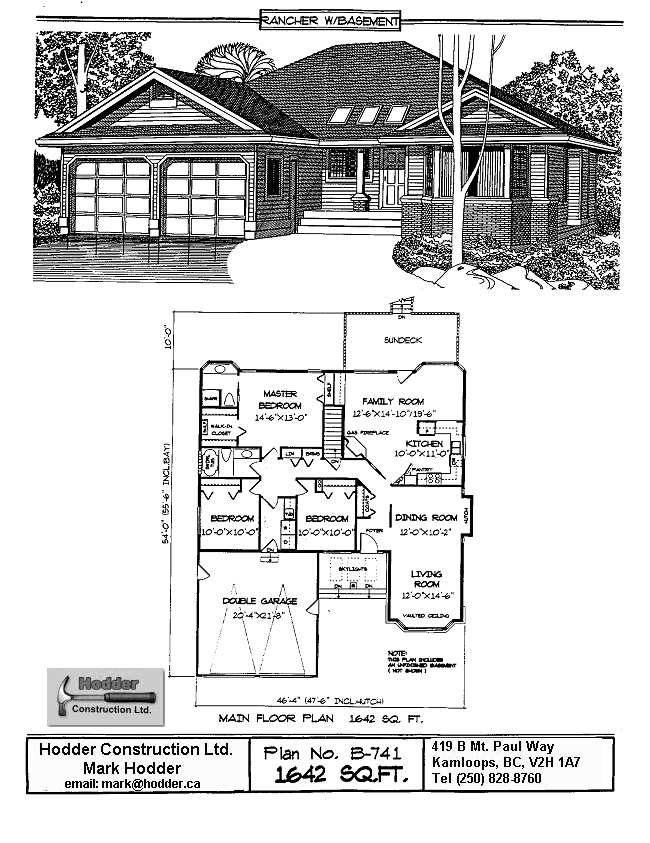 RANCHER W/BASEMENT
DN
SUNDECK
10'-0"
MASTER
BEDROOM
14'-6"X13'-0"
SHELF
FAMILY ROOM
12'-6"X14'-10"/19'-6"
WALK-IN
CLOSET
GAS FIREPLACE
KITCHEN
10'-0"X11'-0"
LIN
BRMS
DN
PANTRY
54'-0" (55'-6" INCL.BAY)
BEDROOM
10'-0"X10'-0"
BEDROOM
10'-0"X10'-0"
COATS
DINING ROOM
12'-0"X10'-2"
HUTCH
FOYER
SKYLIGHTS
DN
DN
LIVING
ROOM
12'-0"X14'-6"
VAULTED CEILING
DOUBLE GARAGE
20'-4"X21'-8"
NOTE:
THIS PLAN INCLUDES
AN UNFINISHED BASEMENT
( NOT SHOWN )
46'-4" (47'-6" INCL.HUTCH)
MAIN FLOOR PLAN 1642 SQ. FT.
Hodder
Construction Ltd.
Hodder Construction Ltd.
Mark Hodder
email: mark@hodder.ca
Plan No. B-741
1642 SQ.FT.
419 B Mt. Paul Way
Kamloops, BC, V2H 1A7
Tel (250) 828-8760